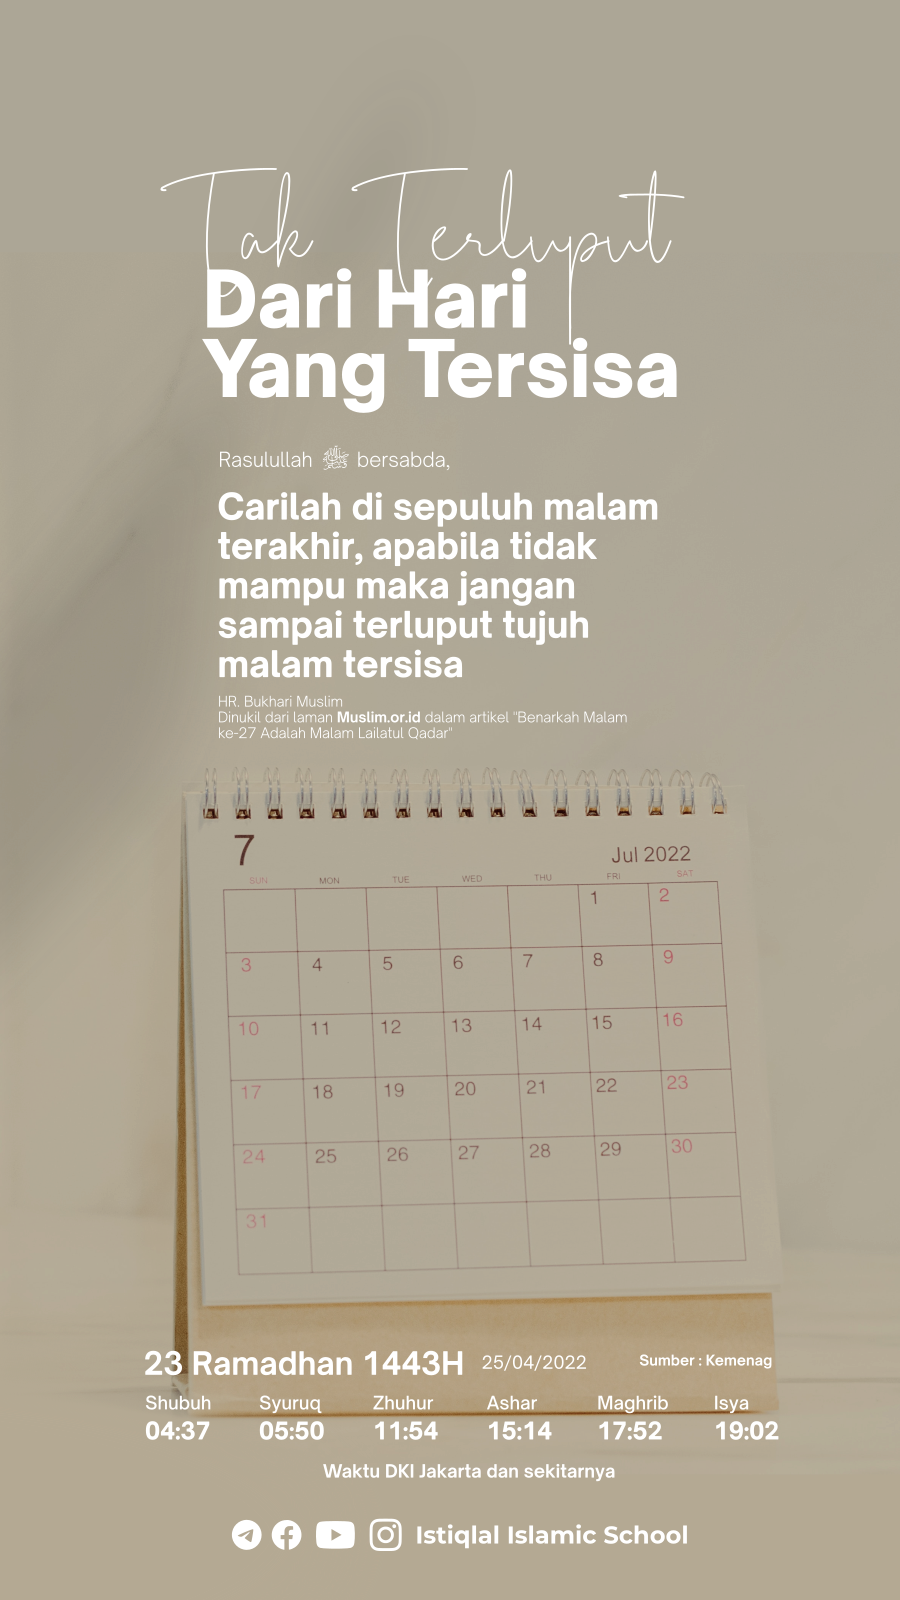 Tak Terluput
Dari Hari
Yang Tersisa
Rasulullah ﷺ bersabda,
Carilah di sepuluh malam
terakhir, apabila tidak
mampu maka jangan
sampai terluput tujuh
malam tersisa
HR. Bukhari Muslim
Dinukil dari laman Muslim.or.id dalam artikel "Benarkah Malam
ke-27 Adalah Malam Lailatul Qadar"
7 Jul 2022
SUN MON TUE WED THU FRI SAT
1 2
3 4 5 6 7 8 9
10 11 12 13 14 15 16
17 18 19 20 21 22 23
24 25 26 27 28 29 30
31
23 Ramadhan 1443H 25/04/2022 Sumber : Kemenag
Shubuh Syuruq Zhuhur Ashar Maghrib Isya
04:37 05:50 11:54 15:14 17:52 19:02
Waktu DKI Jakarta dan sekitarnya
Istiqlal Islamic School